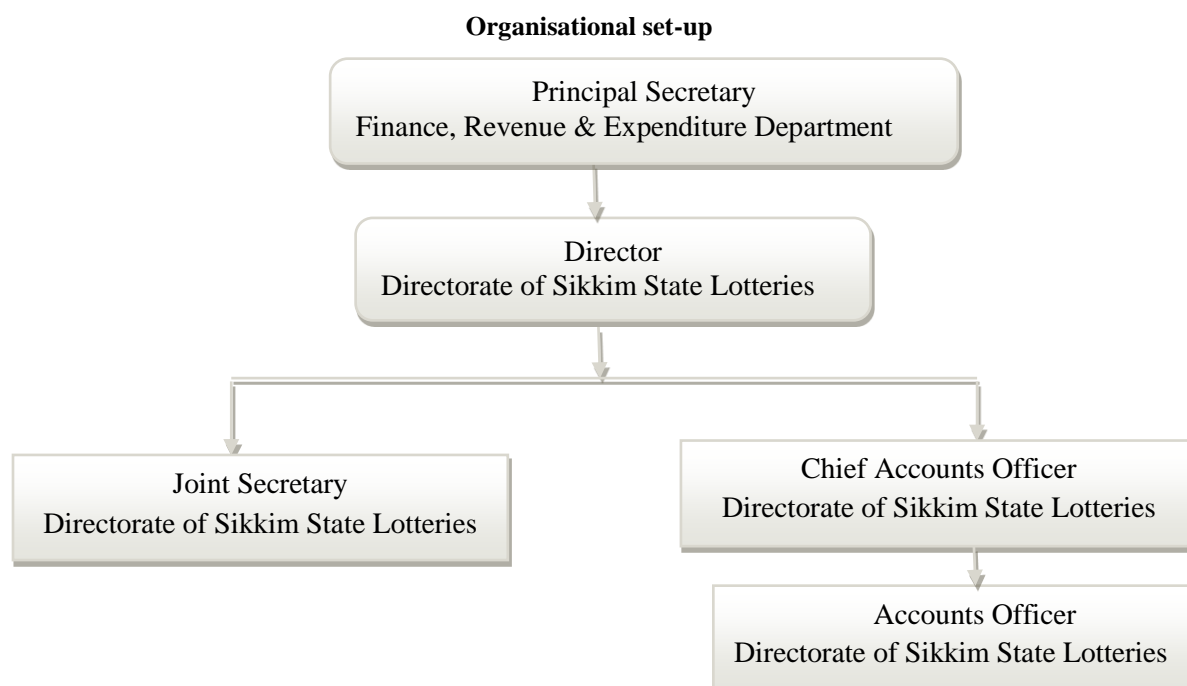 Organisational set-up
Principal Secretary
Finance, Revenue & Expenditure Department
Director
Directorate of Sikkim State Lotteries
Joint Secretary
Directorate of Sikkim State Lotteries
Chief Accounts Officer
Directorate of Sikkim State Lotteries
Accounts Officer
Directorate of Sikkim State Lotteries